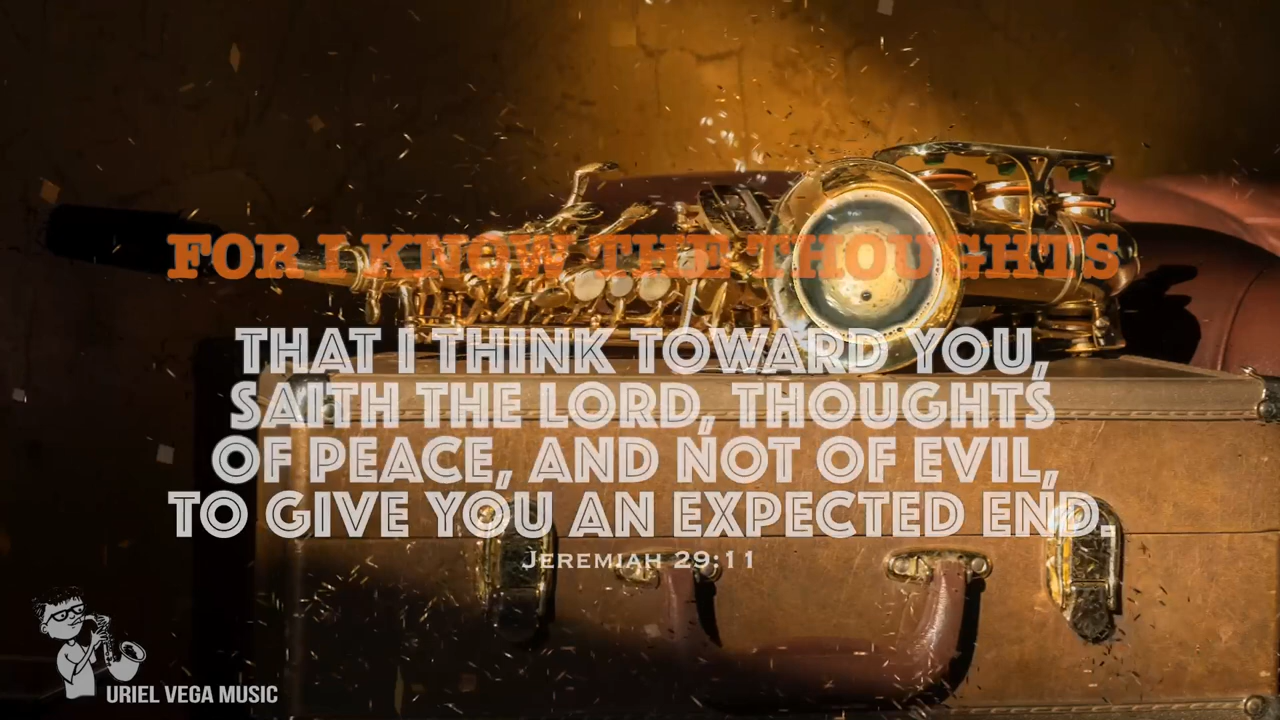 FOR I KNOW THE THOUGHTS
THAT I THINK TOWARD YOU,
SAITH THE LORD, THOUGHTS
OF PEACE, AND NOT OF EVIL,
TO GIVE YOU AN EXPECTED END.
JEREMIAH 29:11
URIEL VEGA MUSIC